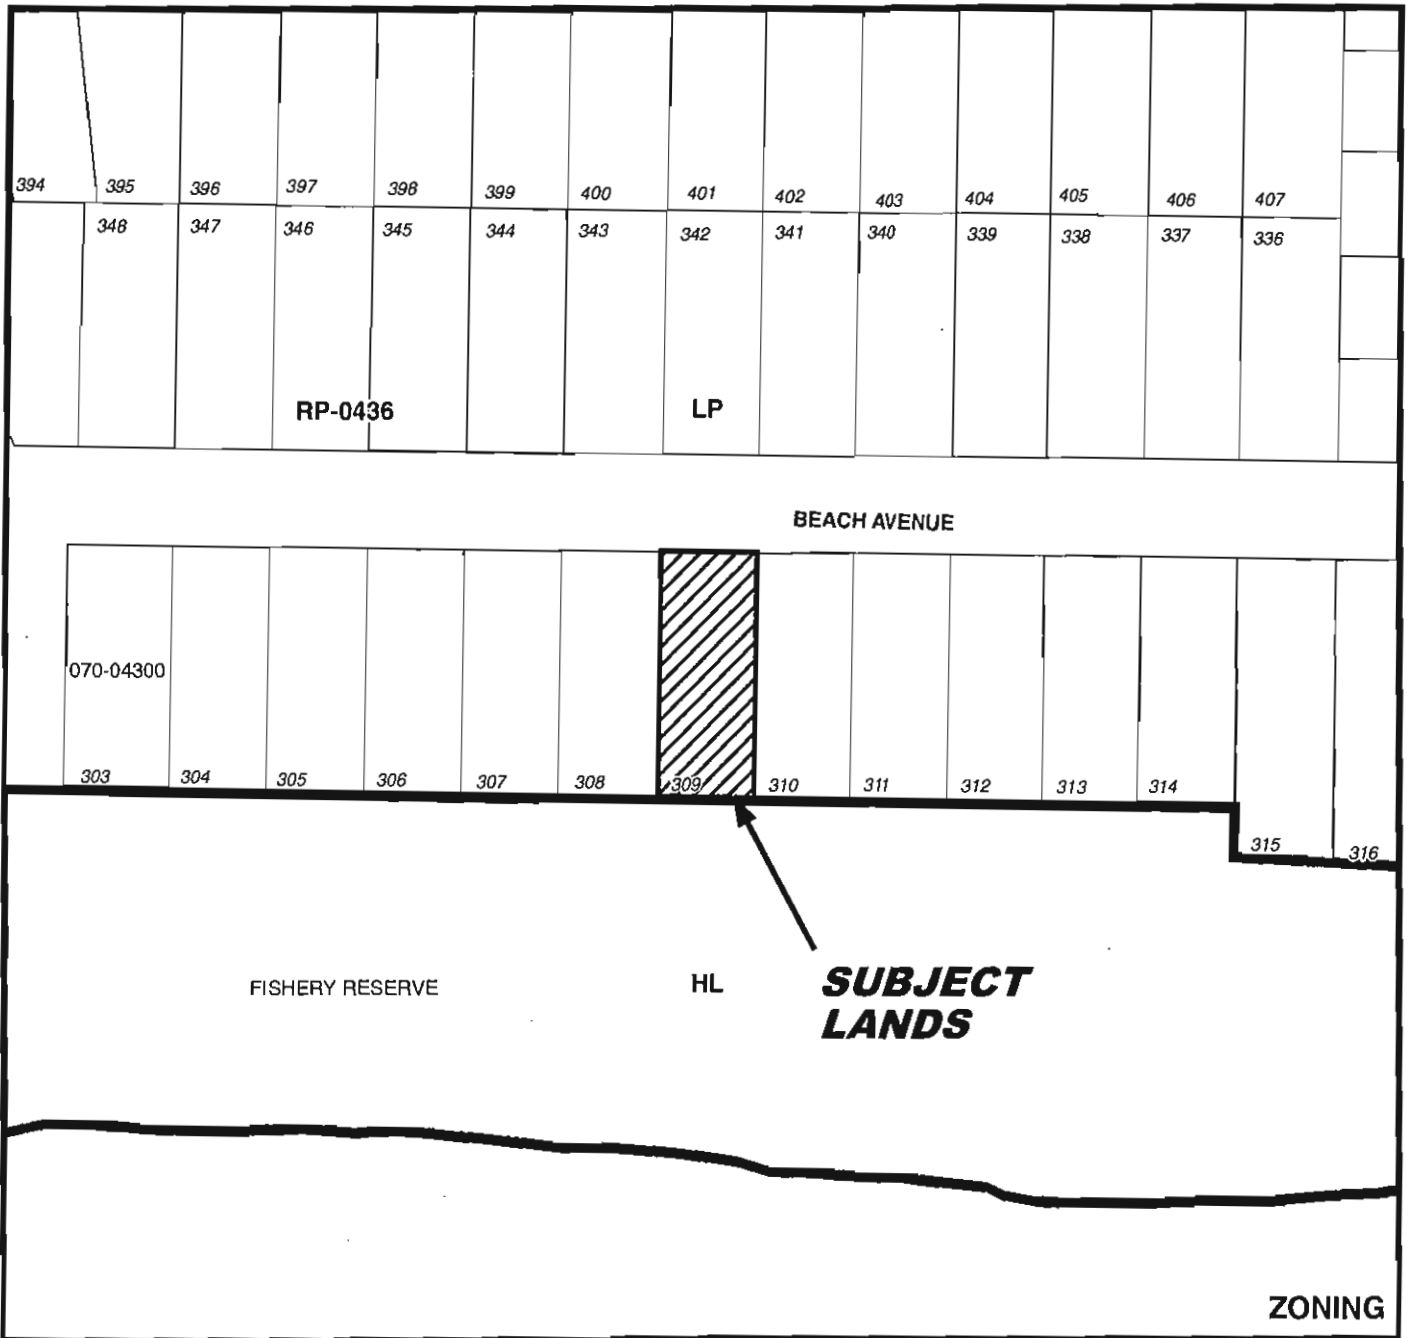 394 395 396 397 398 399 400 401 402 403 404 405 406 407
348 347 346 345 344 343 342 341 340 339 338 337 336
RP-0436 LP
BEACH AVENUE
070-04300
303 304 305 306 307 308 309 310 311 312 313 314
315 316
FISHERY RESERVE HL SUBJECT
LANDS
ZONING